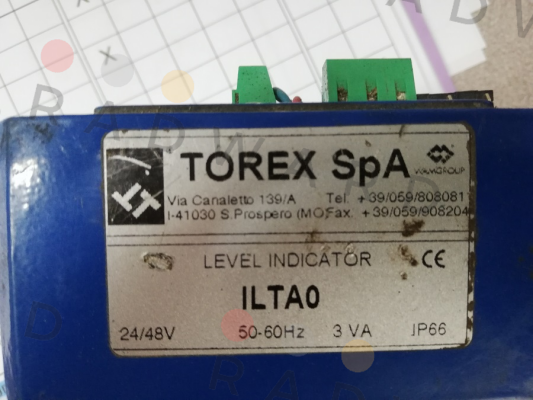 TOREX SpA
WAMGROUP
Via Canaletto 139/A Tel. +39/059/808081
I-41030 S.Prospero (MO)Fax. +39/059/908204
LEVEL INDICATOR CE
ILTA0
24/48V 50-60Hz 3 VA IP66